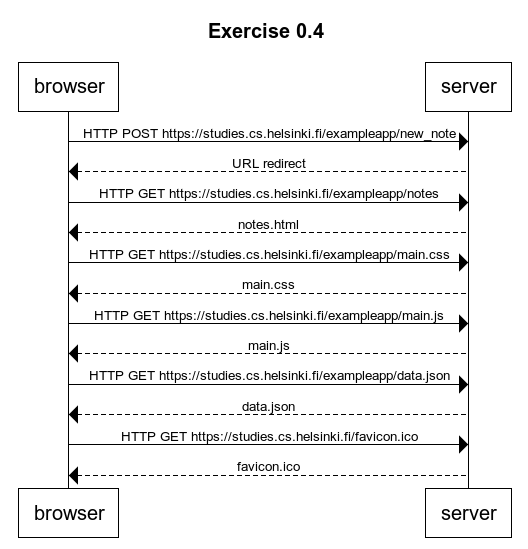 Exercise 0.4
browser server
HTTP POST https://studies.cs.helsinki.fi/exampleapp/new_note
URL redirect
HTTP GET https://studies.cs.helsinki.fi/exampleapp/notes
notes.html
HTTP GET https://studies.cs.helsinki.fi/exampleapp/main.css
main.css
HTTP GET https://studies.cs.helsinki.fi/exampleapp/main.js
main.js
HTTP GET https://studies.cs.helsinki.fi/exampleapp/data.json
data.json
HTTP GET https://studies.cs.helsinki.fi/favicon.ico
favicon.ico
browser server